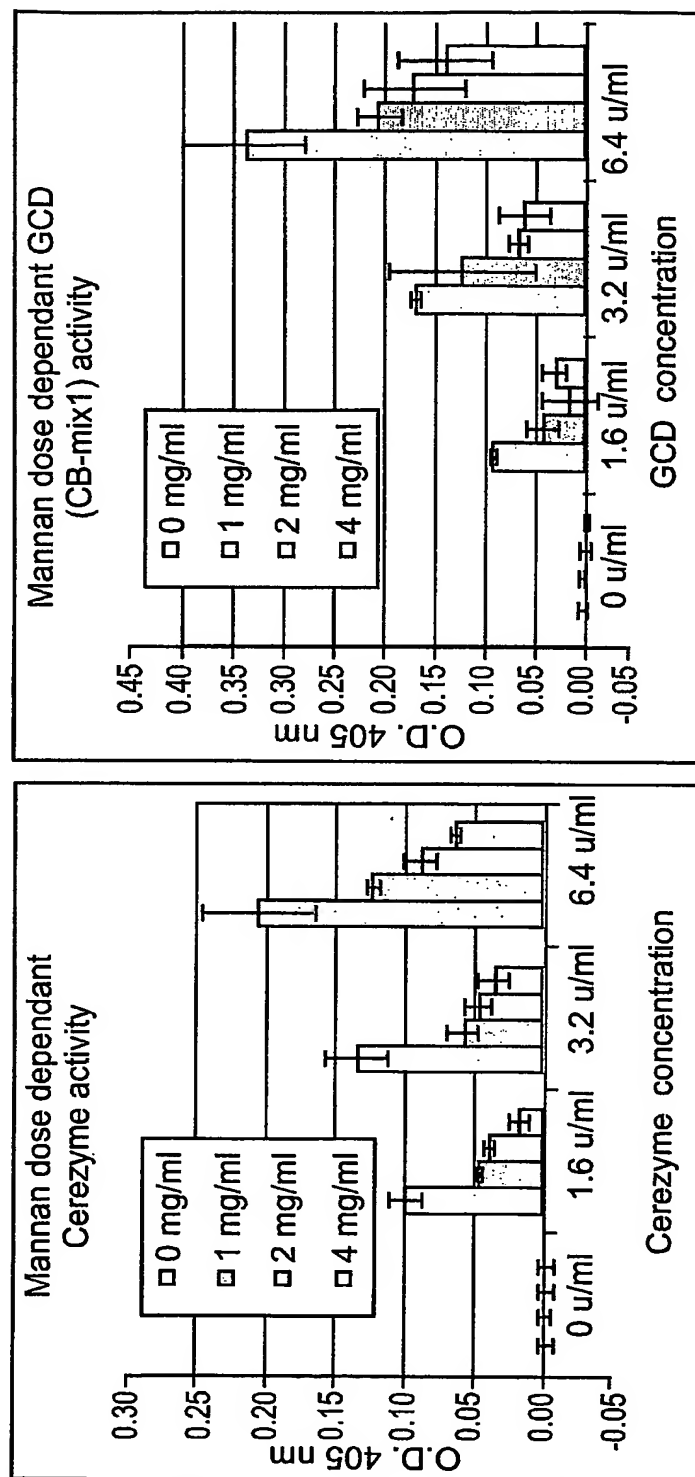 Mannan dose dependant
Cerezyme activity
0 mg/ml
1 mg/ml
2 mg/ml
4 mg/ml
0.30
0.25
0.20
0.15
0.10
0.05
0.00
-0.05
O.D. 405 nm
0 u/ml
1.6 u/ml
3.2 u/ml
6.4 u/ml
Cerezyme concentration
Mannan dose dependant GCD
(CB-mix1) activity
0 mg/ml
1 mg/ml
2 mg/ml
4 mg/ml
0.45
0.40
0.35
0.30
0.25
0.20
0.15
0.10
0.05
0.00
-0.05
O.D. 405 nm
0 u/ml
1.6 u/ml
3.2 u/ml
6.4 u/ml
GCD concentration